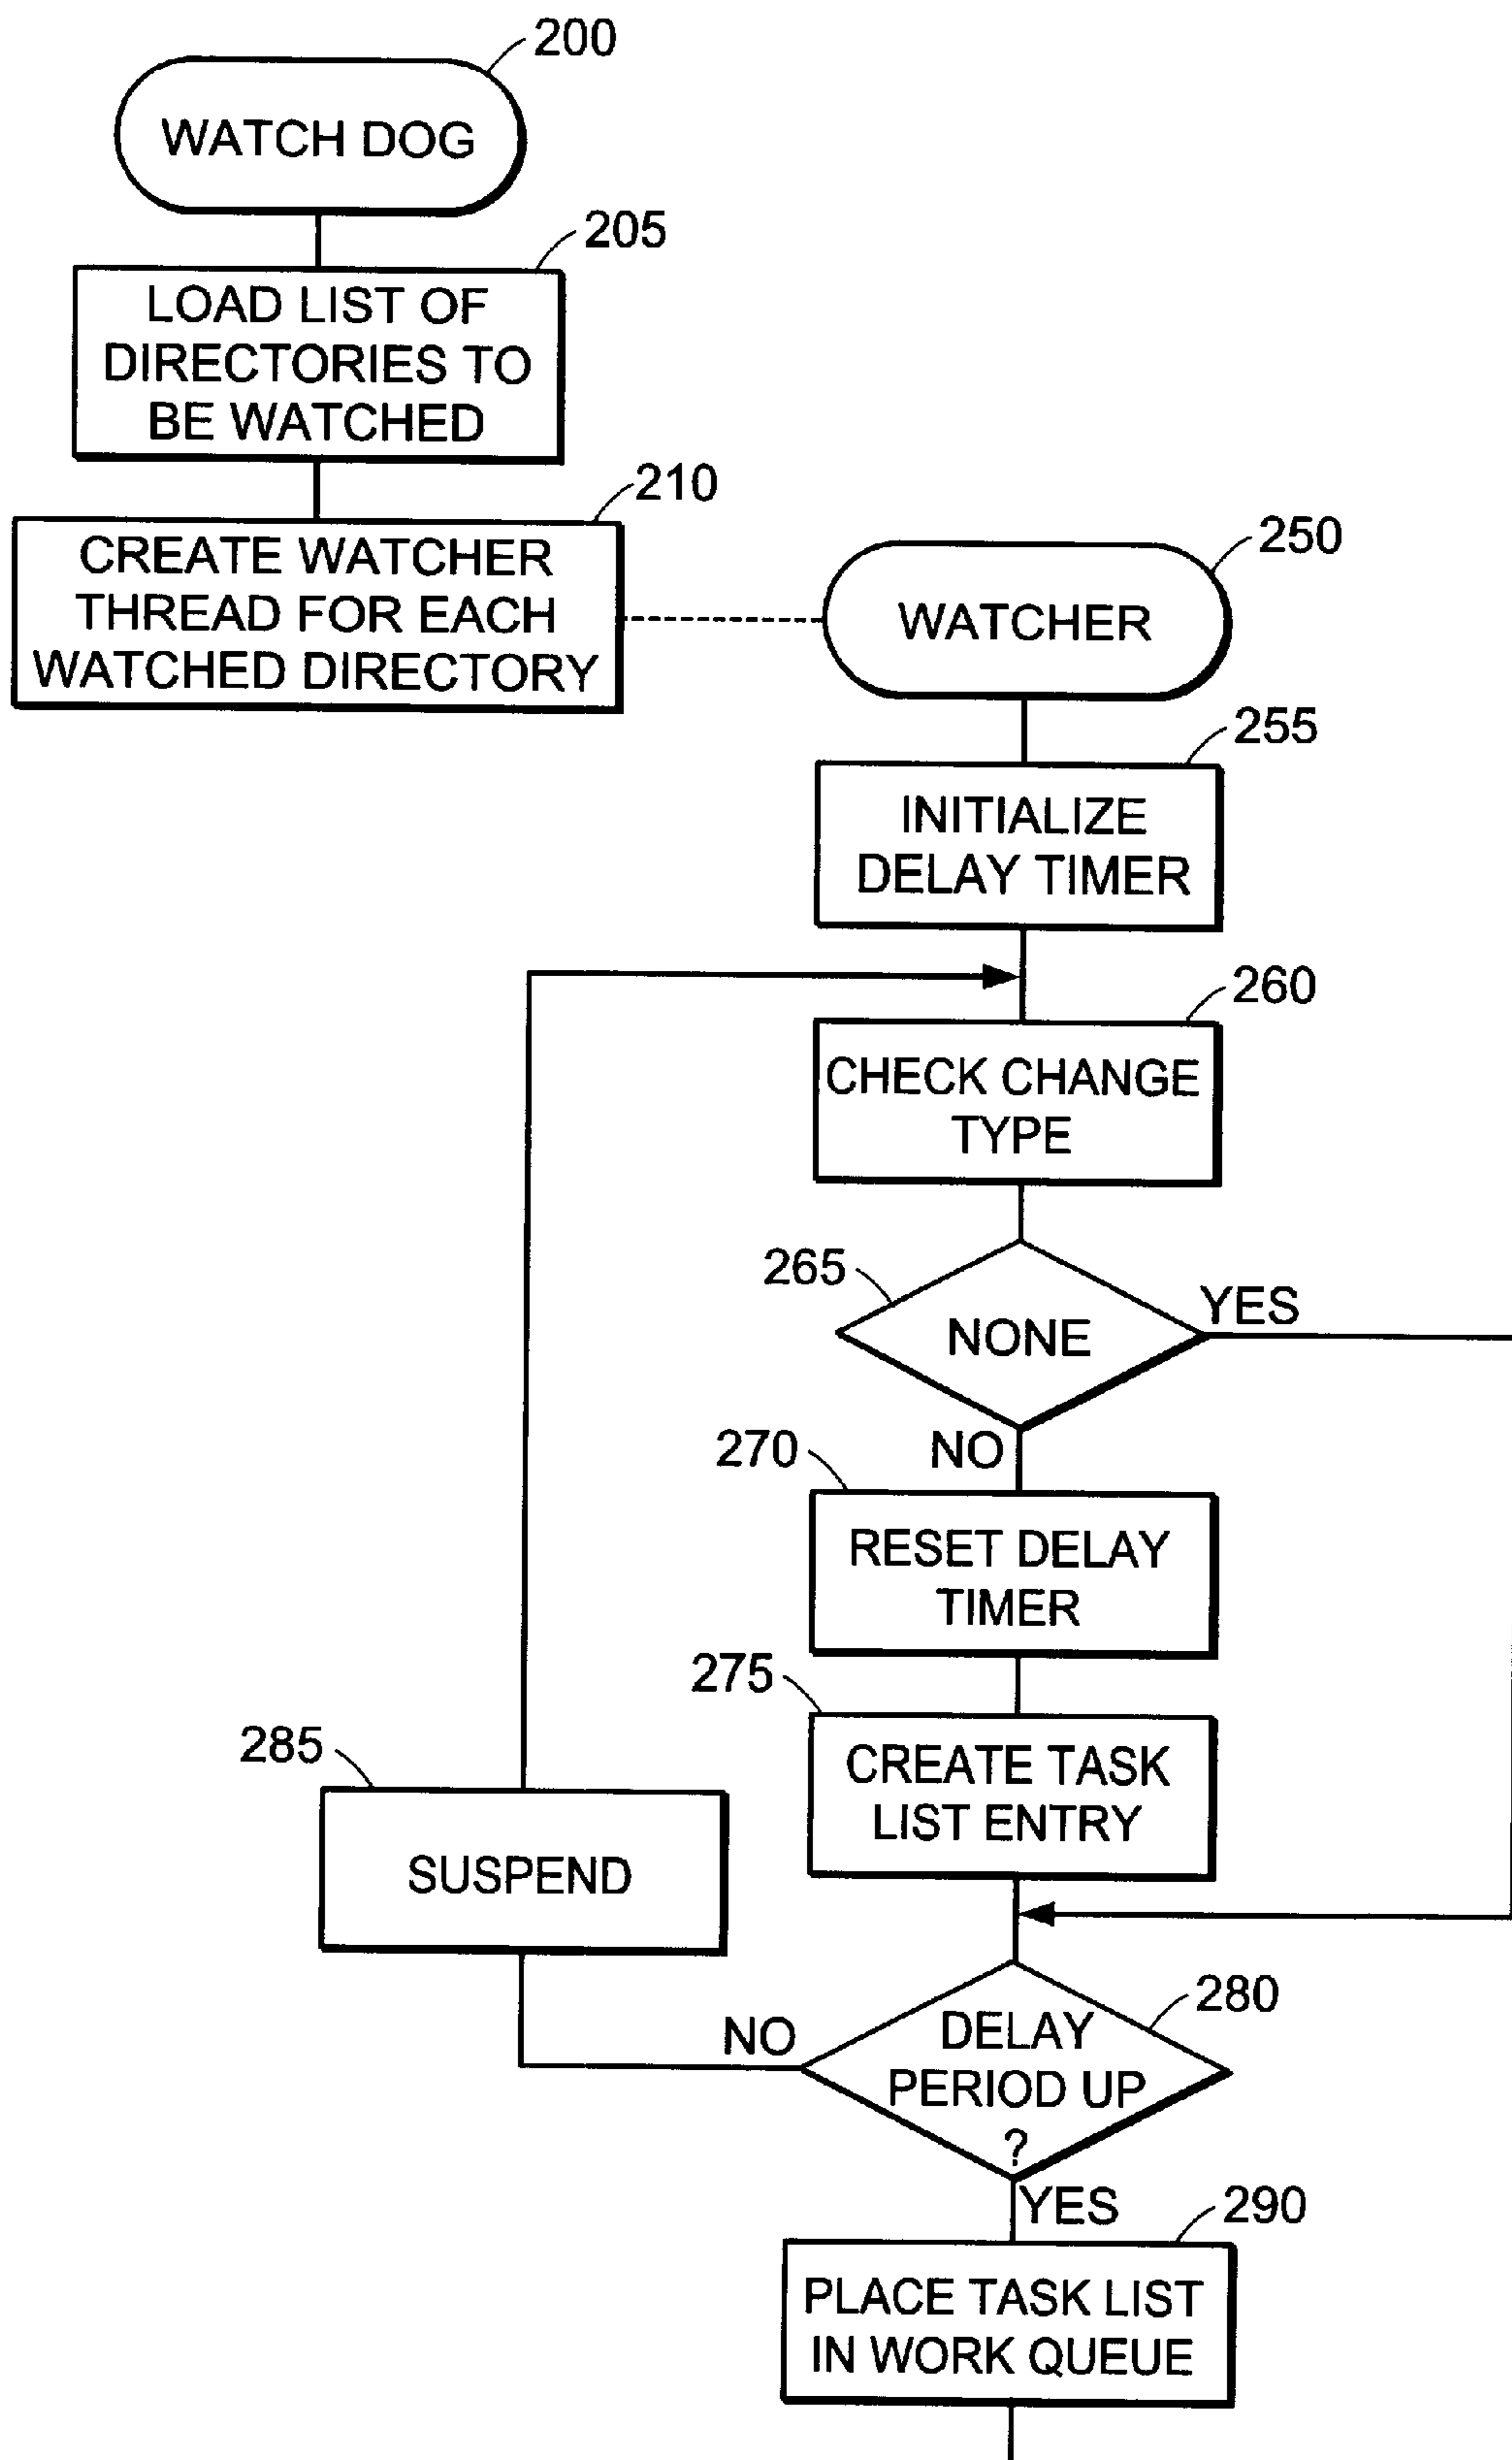 200
WATCH DOG
205
LOAD LIST OF
DIRECTORIES TO
BE WATCHED
210
CREATE WATCHER
THREAD FOR EACH
WATCHED DIRECTORY
250
WATCHER
255
INITIALIZE
DELAY TIMER
260
CHECK CHANGE
TYPE
265
NONE
YES
NO
270
RESET DELAY
TIMER
275
CREATE TASK
LIST ENTRY
285
SUSPEND
280
DELAY
PERIOD UP
?
NO
YES
290
PLACE TASK LIST
IN WORK QUEUE